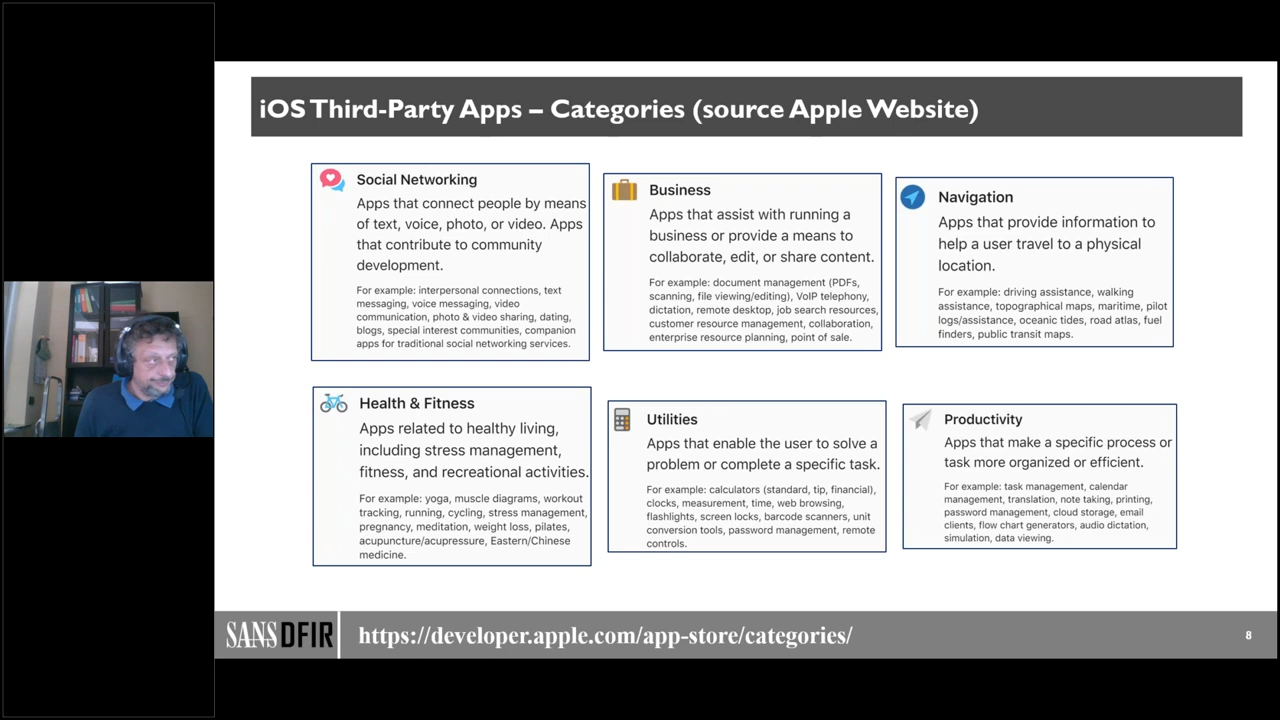 iOS Third-Party Apps – Categories (source Apple Website)
Social Networking
Apps that connect people by means
of text, voice, photo, or video. Apps
that contribute to community
development.
For example: interpersonal connections, text
messaging, voice messaging, video
communication, photo & video sharing, dating,
blogs, special interest communities, companion
apps for traditional social networking services.
Business
Apps that assist with running a
business or provide a means to
collaborate, edit, or share content.
For example: document management (PDFs,
scanning, file viewing/editing), VoIP telephony,
dictation, remote desktop, job search resources,
customer resource management, collaboration,
enterprise resource planning, point of sale.
Navigation
Apps that provide information to
help a user travel to a physical
location.
For example: driving assistance, walking
assistance, topographical maps, maritime, pilot
logs/assistance, oceanic tides, road atlas, fuel
finders, public transit maps.
Health & Fitness
Apps related to healthy living,
including stress management,
fitness, and recreational activities.
For example: yoga, muscle diagrams, workout
tracking, running, cycling, stress management,
pregnancy, meditation, weight loss, pilates,
acupuncture/acupressure, Eastern/Chinese
medicine.
Utilities
Apps that enable the user to solve a
problem or complete a specific task.
For example: calculators (standard, tip, financial),
clocks, measurement, time, web browsing,
flashlights, screen locks, barcode scanners, unit
conversion tools, password management, remote
controls.
Productivity
Apps that make a specific process or
task more organized or efficient.
For example: task management, calendar
management, translation, note taking, printing,
password management, cloud storage, email
clients, flow chart generators, audio dictation,
simulation, data viewing.
SANS DFIR
https://developer.apple.com/app-store/categories/
8